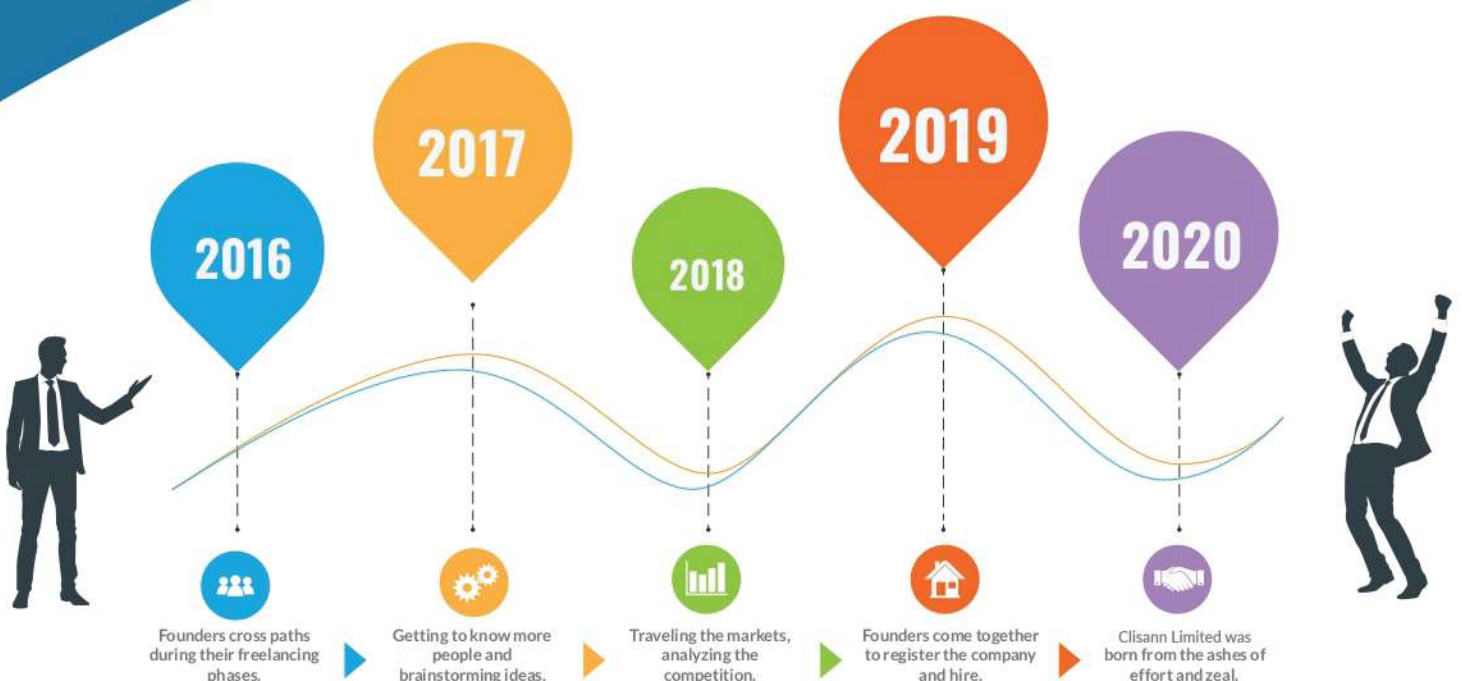 2016
2017
2018
2019
2020
Founders cross paths
during their freelancing
phases.
Getting to know more
people and
brainstorming ideas.
Traveling the markets,
analyzing the
competition.
Founders come together
to register the company
and hire.
Clisann Limited was
born from the ashes of
effort and zeal.